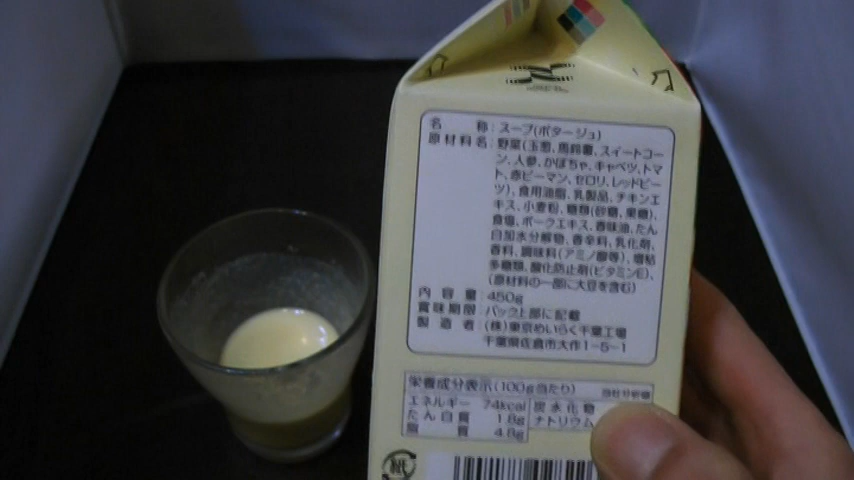 名 称：スープ(ポタージュ)
原材料名：野菜(玉葱、馬鈴薯、スイートコー
ン、人参、かぼちゃ、キャベツ、トマ
ト、赤ピーマン、セロリ、レッドビー
ツ)、食用油脂、乳製品、チキンエ
キス、小麦粉、糖類(砂糖、果糖)、
食塩、ポークエキス、香味油、たん
白加水分解物、香辛料、乳化剤、
香料、調味料(アミノ酸等)、増粘
多糖類、酸化防止剤(ビタミンE)、
(原材料の一部に大豆を含む)
内容量：450g
賞味期限：パック上部に記載
製造者：(株)東京めいらく千葉工場
千葉県佐倉市大作1-5-1
栄養成分表示(100g当たり) 当社分析値
エネルギー 74kcal 炭水化物
たん白質 1.8g ナトリウム
脂質 4.8g
紙